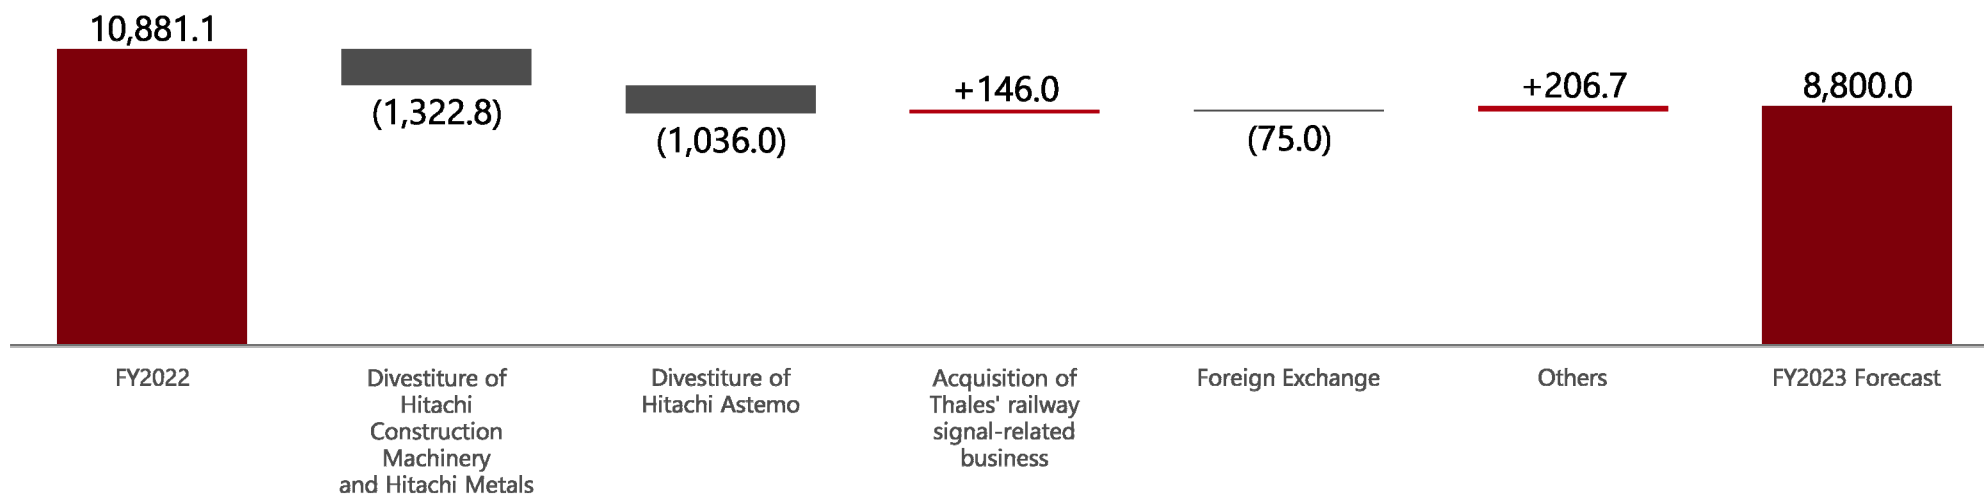 10,881.1
(1,322.8)
(1,036.0)
+146.0
(75.0)
+206.7
8,800.0
FY2022
Divestiture of
Hitachi
Construction
Machinery
and Hitachi Metals
Divestiture of
Hitachi Astemo
Acquisition of
Thales' railway
signal-related
business
Foreign Exchange
Others
FY2023 Forecast